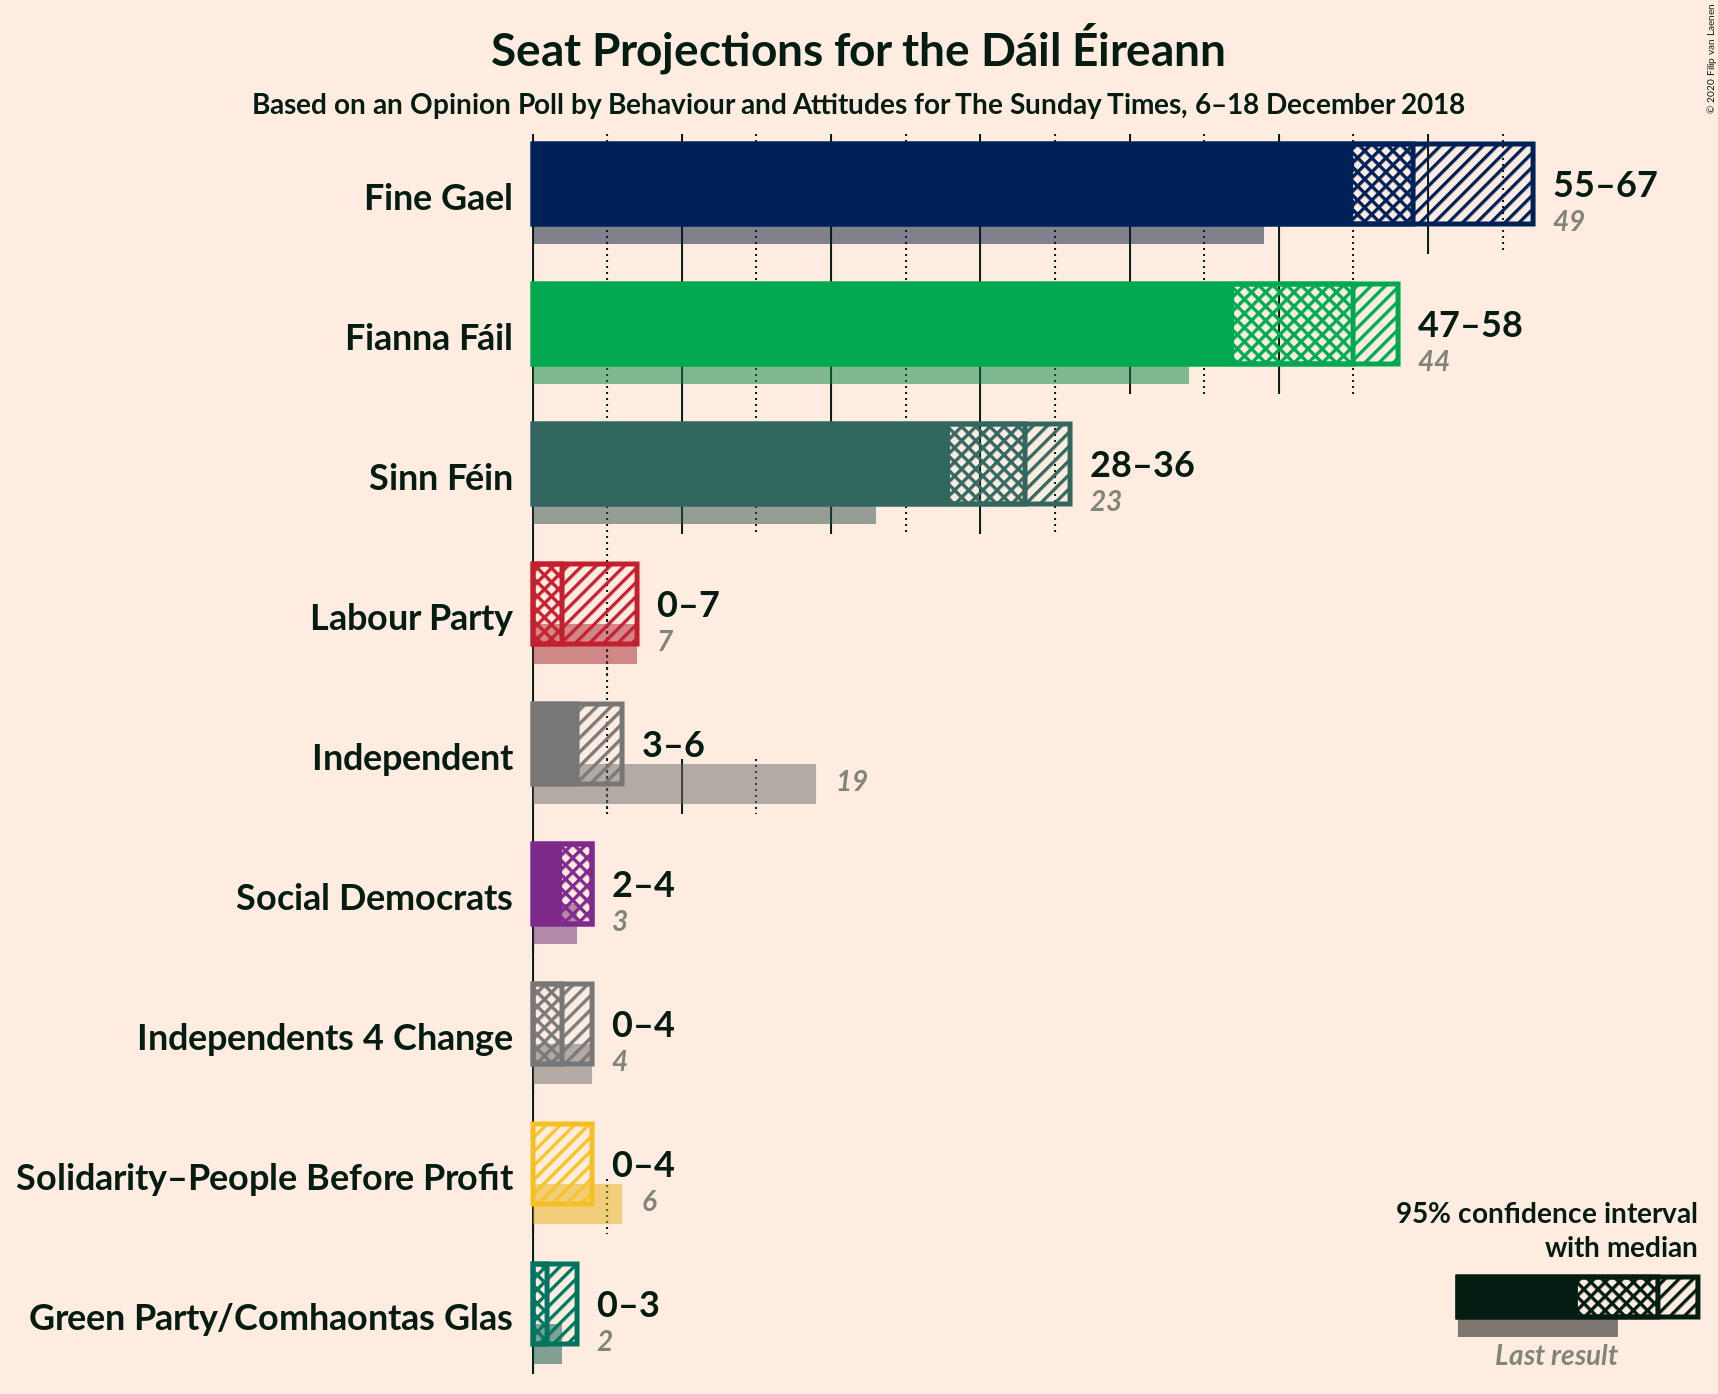 Seat Projections for the Dáil Éireann
Based on an Opinion Poll by Behaviour and Attitudes for The Sunday Times, 6–18 December 2018
© 2020 Filip van Laenen
Fine Gael
55–67
49
Fianna Fáil
47–58
44
Sinn Féin
28–36
23
Labour Party
0–7
7
Independent
3–6
19
Social Democrats
2–4
3
Independents 4 Change
0–4
4
Solidarity–People Before Profit
0–4
6
Green Party/Comhaontas Glas
0–3
2
95% confidence interval
with median
Last result